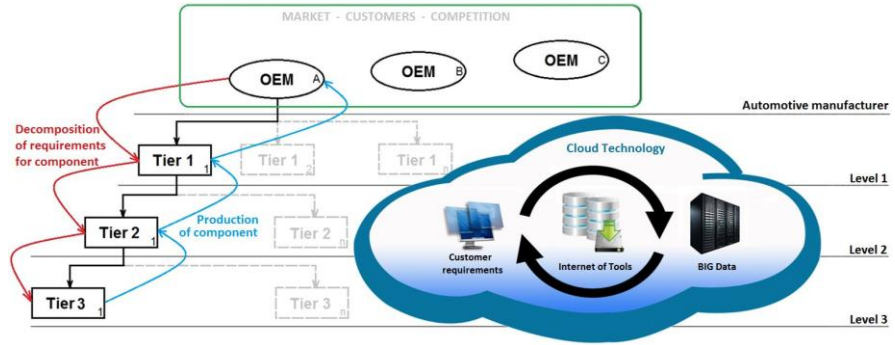 MARKET - CUSTOMERS - COMPETITION
OEM A
OEM B
OEM C
Automotive manufacturer
Decomposition
of requirements
for component
Tier 1 1
Tier 1 2
Tier 1 n
Cloud Technology
Level 1
Production
of component
Tier 2 1
Tier 2 n
Customer
requirements
Internet of Tools
BIG Data
Level 2
Tier 3 1
Tier 3 n
Level 3